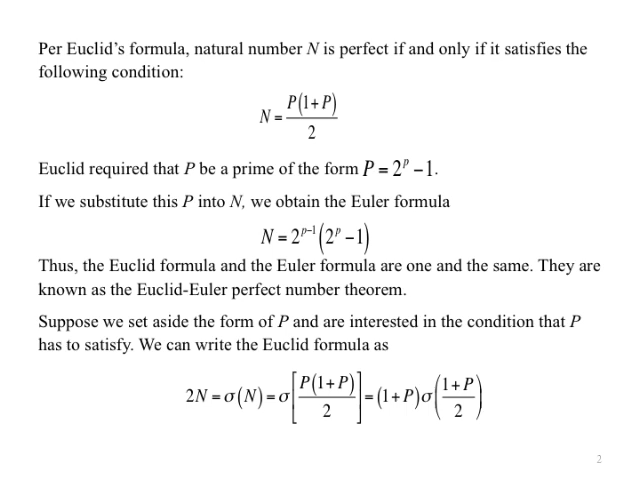 Per Euclid’s formula, natural number N is perfect if and only if it satisfies the
following condition:
N = P(1+P)/2
Euclid required that P be a prime of the form P = 2^p − 1.
If we substitute this P into N, we obtain the Euler formula
N = 2^(p−1)(2^p − 1)
Thus, the Euclid formula and the Euler formula are one and the same. They are
known as the Euclid-Euler perfect number theorem.
Suppose we set aside the form of P and are interested in the condition that P
has to satisfy. We can write the Euclid formula as
2N = σ(N) = σ[P(1+P)/2] = (1+P)σ((1+P)/2)
2